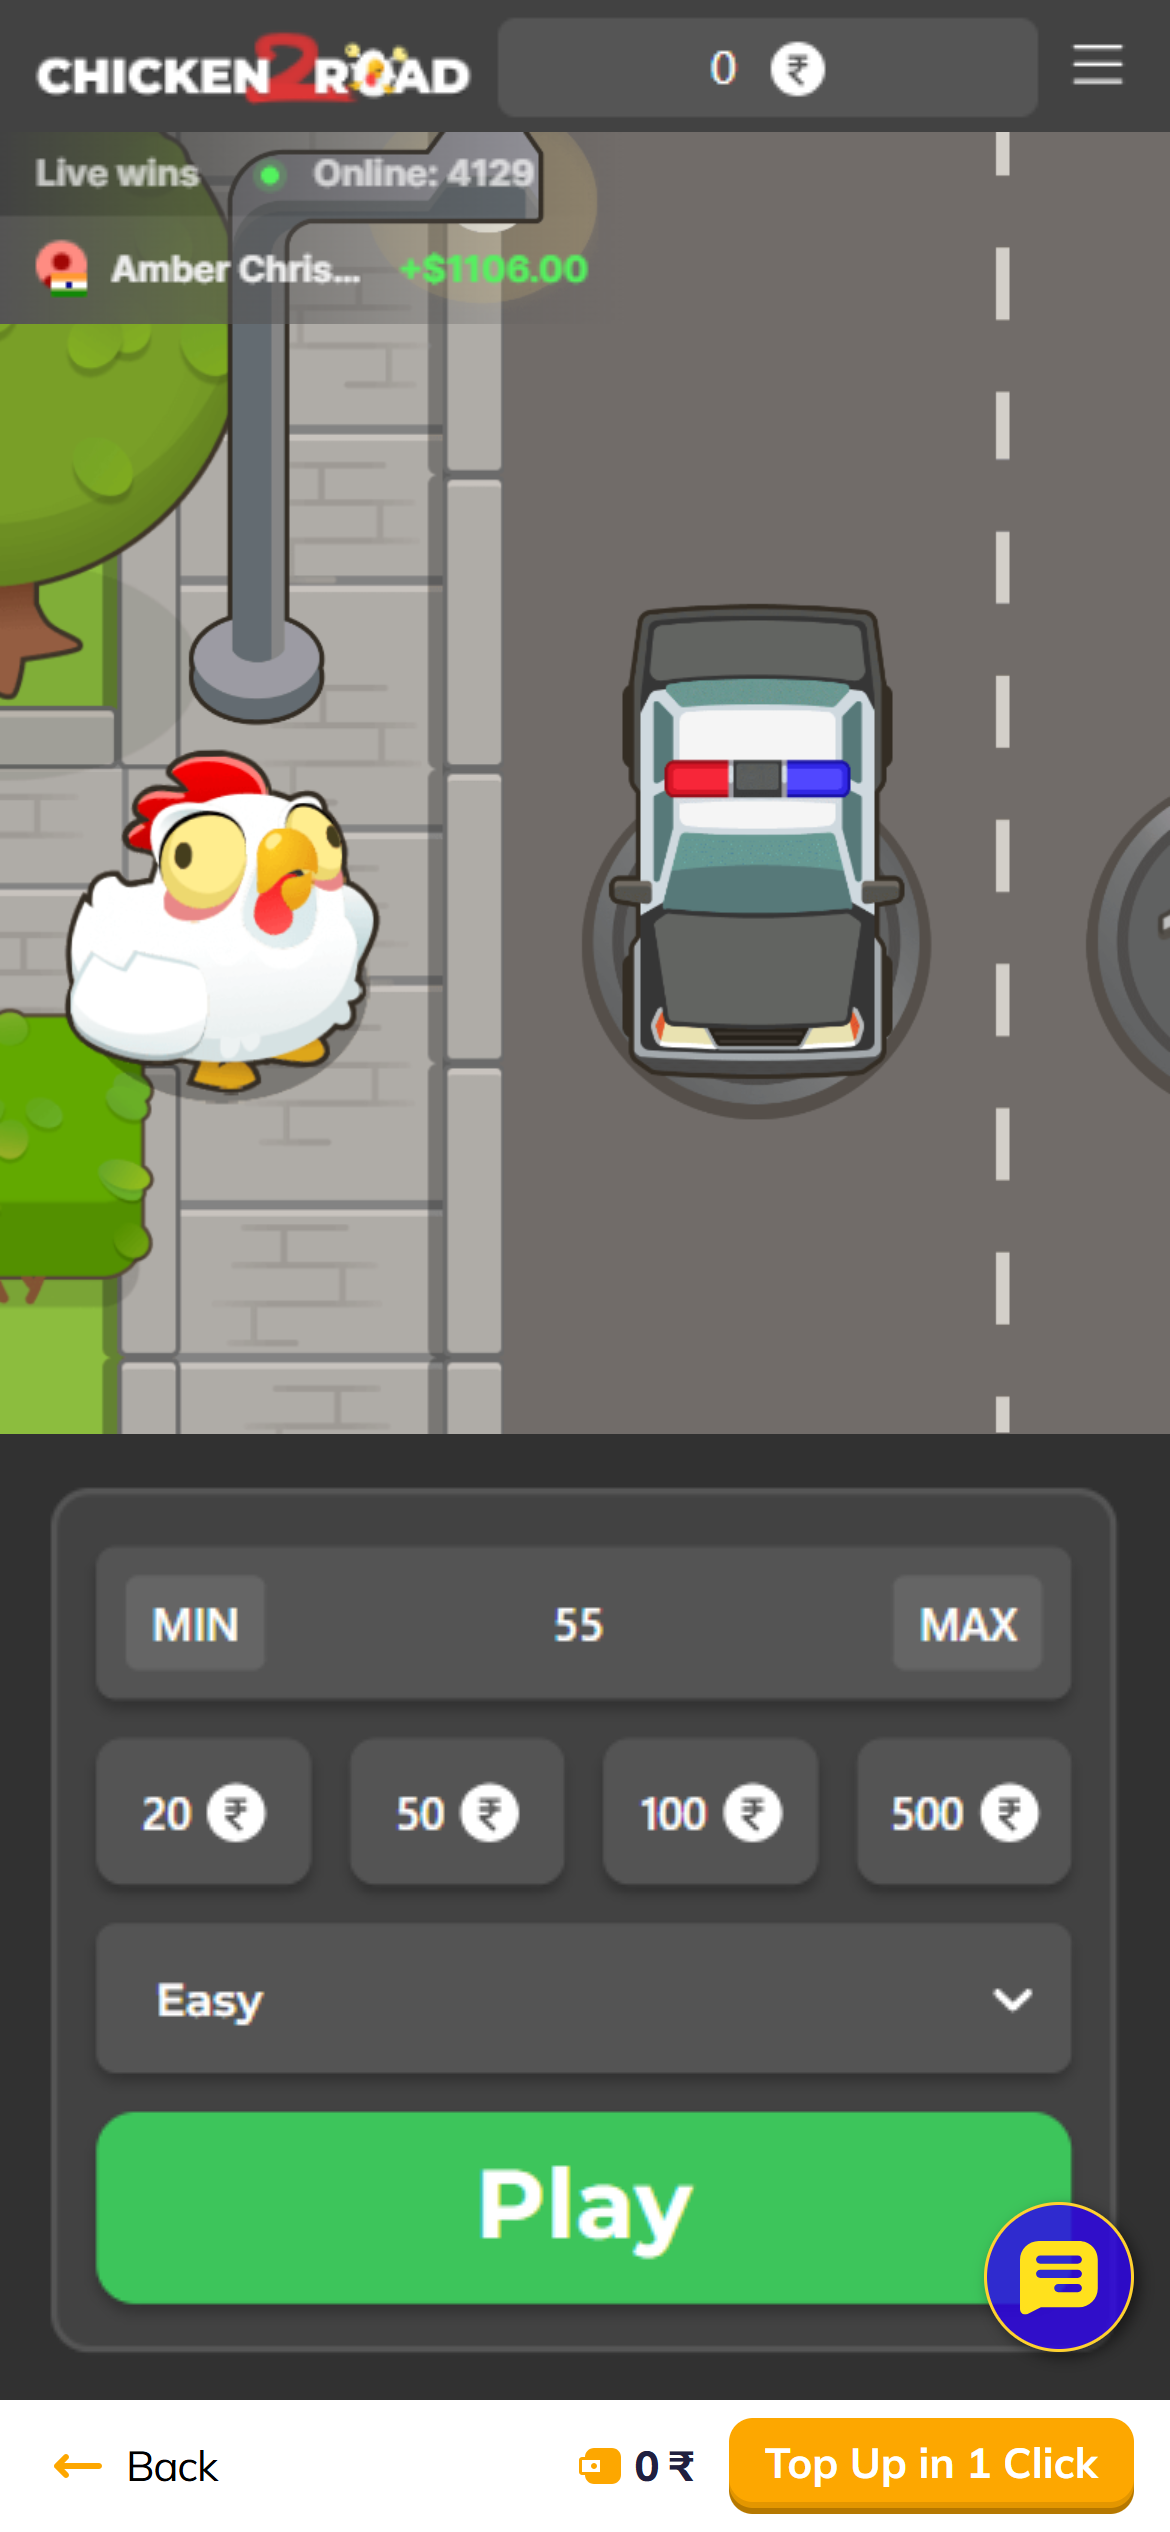 CHICKEN 2 ROAD
0 ₹
Live wins Online: 4129
Amber Chris... +$1106.00
MIN 55 MAX
20 ₹ 50 ₹ 100 ₹ 500 ₹
Easy
Play
Back 0 ₹ Top Up in 1 Click